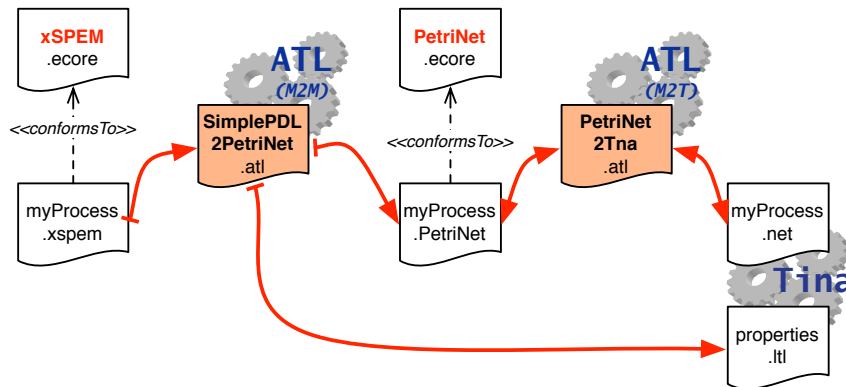 xSPEM
.ecore
ATL
(M2M)
PetriNet
.ecore
ATL
(M2T)
<<conformsTo>>
SimplePDL
2PetriNet
.atl
<<conformsTo>>
PetriNet
2Tna
.atl
myProcess
.xspem
myProcess
.PetriNet
myProcess
.net
Tina
properties
.ltl